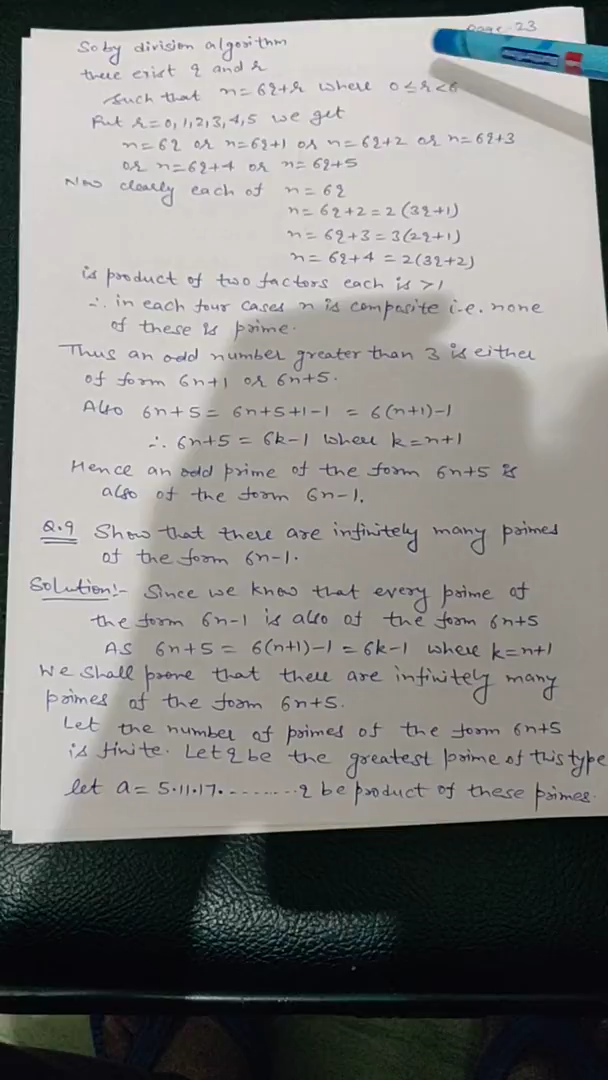 page-23
So by division algorithm
there exist q and r
such that n=6q+r where 0≤r<6
Put r=0,1,2,3,4,5 we get
n=6q or n=6q+1 or n=6q+2 or n=6q+3
or n=6q+4 or n=6q+5
Now clearly each of n=6q
n=6q+2=2(3q+1)
n=6q+3=3(2q+1)
n=6q+4=2(3q+2)
is product of two factors each is >1
∴ in each four cases n is composite i.e. none
of these is prime.
Thus an odd number greater than 3 is either
of form 6n+1 or 6n+5.
Also 6n+5=6n+5+1-1=6(n+1)-1
∴ 6n+5=6k-1 where k=n+1
Hence an odd prime of the form 6n+5 is
also of the form 6n-1.
Q.9 Show that there are infinitely many primes
of the form 6n-1.
Solution:- Since we know that every prime of
the form 6n-1 is also of the form 6n+5
As 6n+5=6(n+1)-1=6k-1 where k=n+1
We shall prove that there are infinitely many
primes of the form 6n+5.
Let the number of primes of the form 6n+5
is finite. Let q be the greatest prime of this type
let a=5.11.17........q be product of these primes.